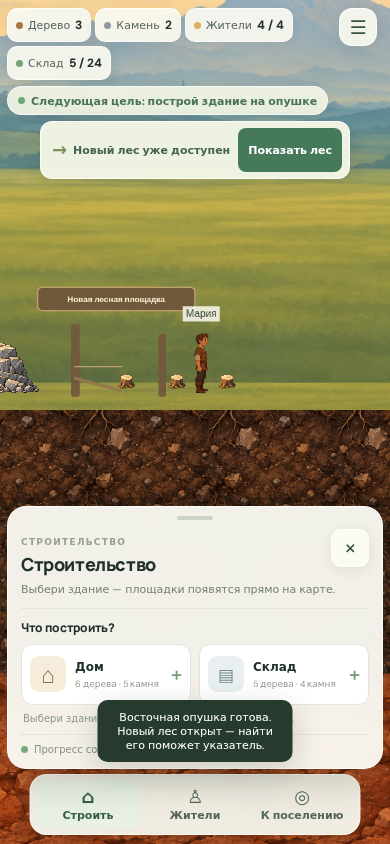 Дерево 3
Камень 2
Жители 4 / 4
☰
Склад 5 / 24
Следующая цель: построй здание на опушке
→ Новый лес уже доступен
Показать лес
Новая лесная площадка
Мария
СТРОИТЕЛЬСТВО
Строительство
×
Выбери здание — площадки появятся прямо на карте.
Что построить?
Дом
6 дерева · 5 камня
+
Склад
5 дерева · 4 камня
+
Выбери
Прогресс
Восточная опушка готова.
Новый лес открыт — найти
его поможет указатель.
Строить
Жители
К поселению